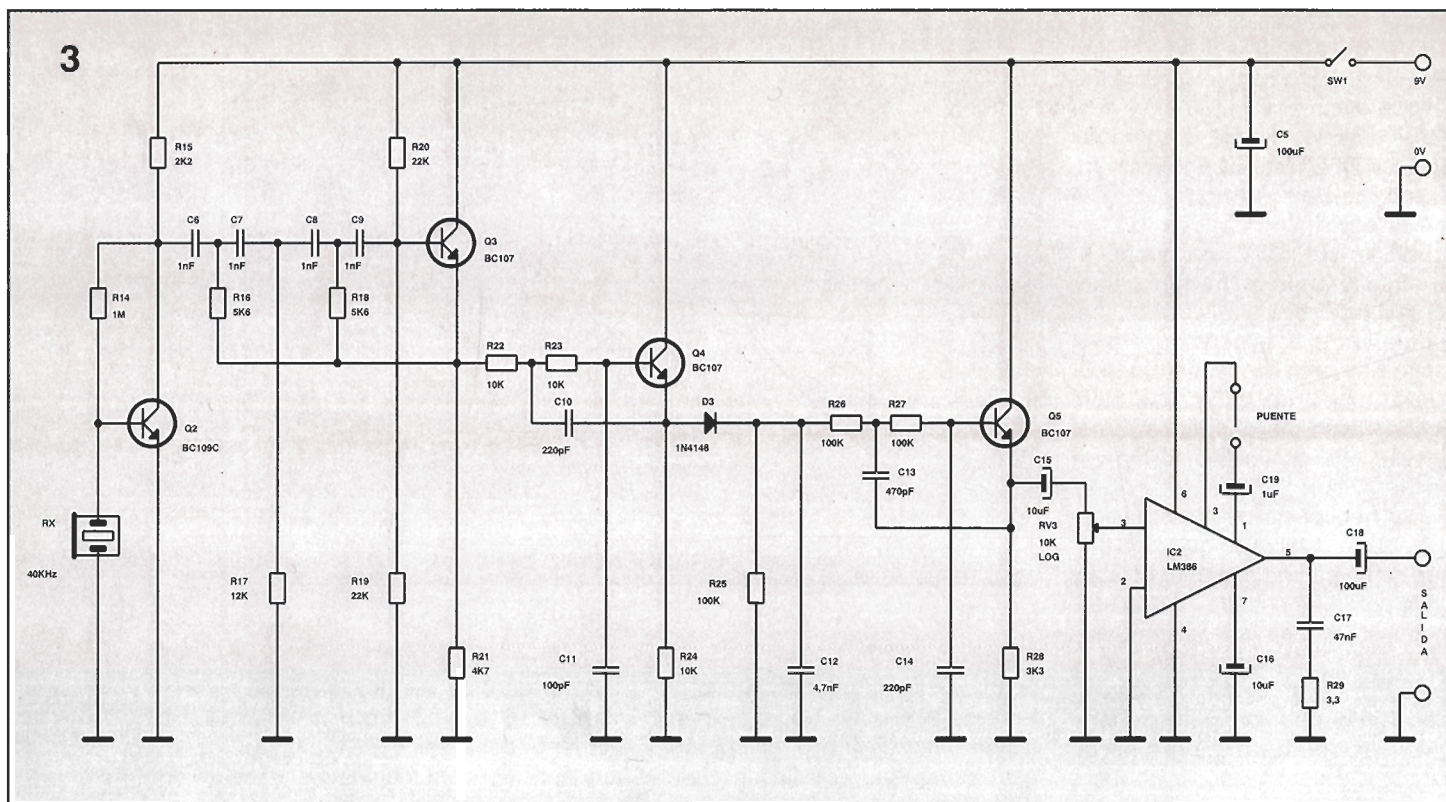 3
SW1
9V
R15
2K2
R20
22K
C5
100uF
0V
C6
C7
C8
C9
1nF
1nF
1nF
1nF
Q3
BC107
R14
1M
R16
5K6
R18
5K6
R22
10K
R23
10K
Q4
BC107
C10
220pF
D3
1N4148
R26
100K
R27
100K
Q5
BC107
PUENTE
Q2
BC109C
C13
470pF
C15
10uF
C19
1uF
RX
40KHz
RV3
10K
LOG
6
3
1
3
2
IC2
LM386
5
7
4
C18
100uF
R17
12K
R19
22K
R25
100K
C17
47nF
SALIDA
R21
4K7
C11
100pF
R24
10K
C12
4,7nF
C14
220pF
R28
3K3
C16
10uF
R29
3,3